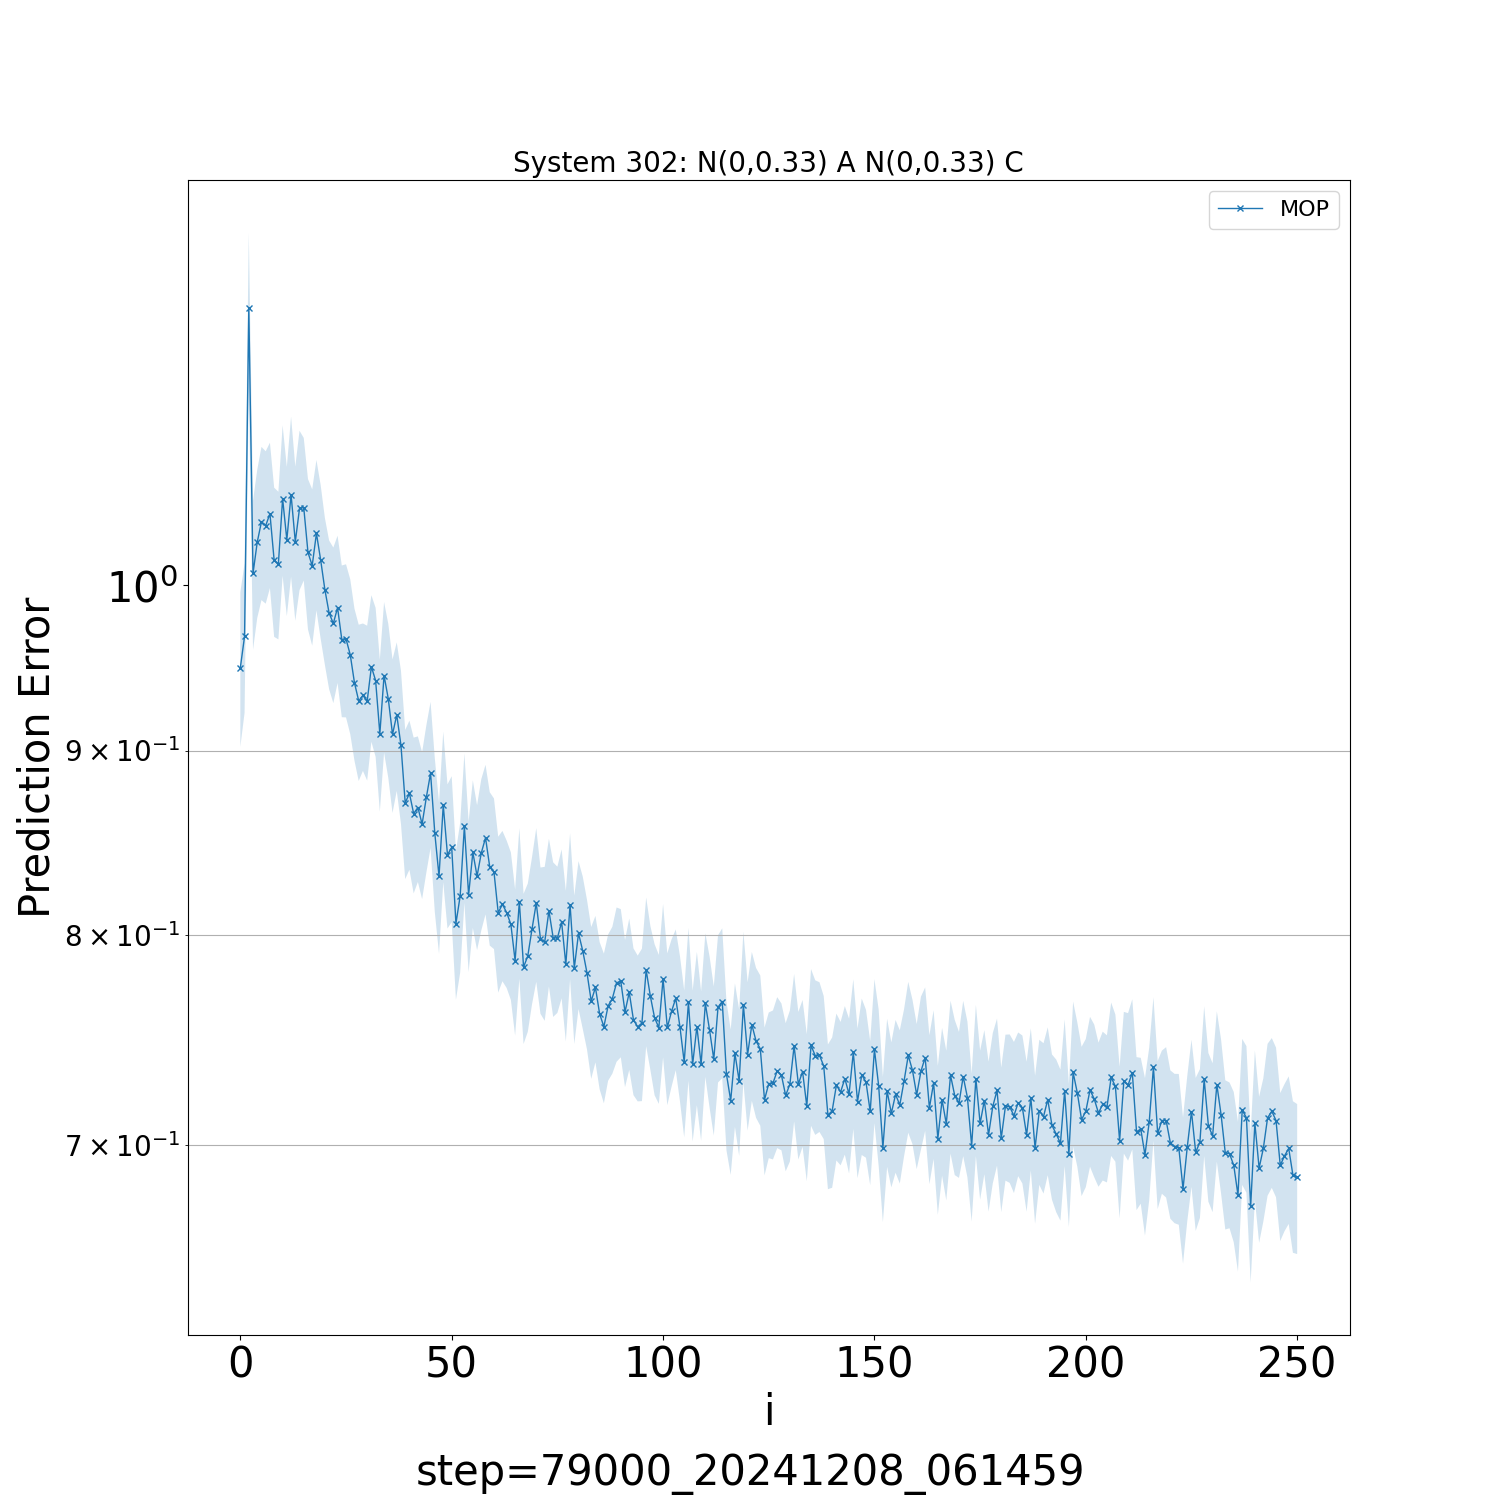 System 302: N(0,0.33) A N(0,0.33) C
MOP
Prediction Error
10⁰
9 × 10⁻¹
8 × 10⁻¹
7 × 10⁻¹
0 50 100 150 200 250
i
step=79000_20241208_061459